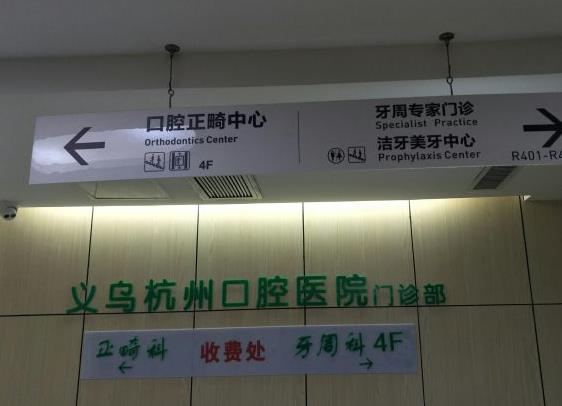 口腔正畸中心
Orthodontics Center
4F
牙周专家门诊
Specialist Practice
洁牙美牙中心
Prophylaxis Center
义乌杭州口腔医院门诊部
正畸科 收费处 牙周科 4F